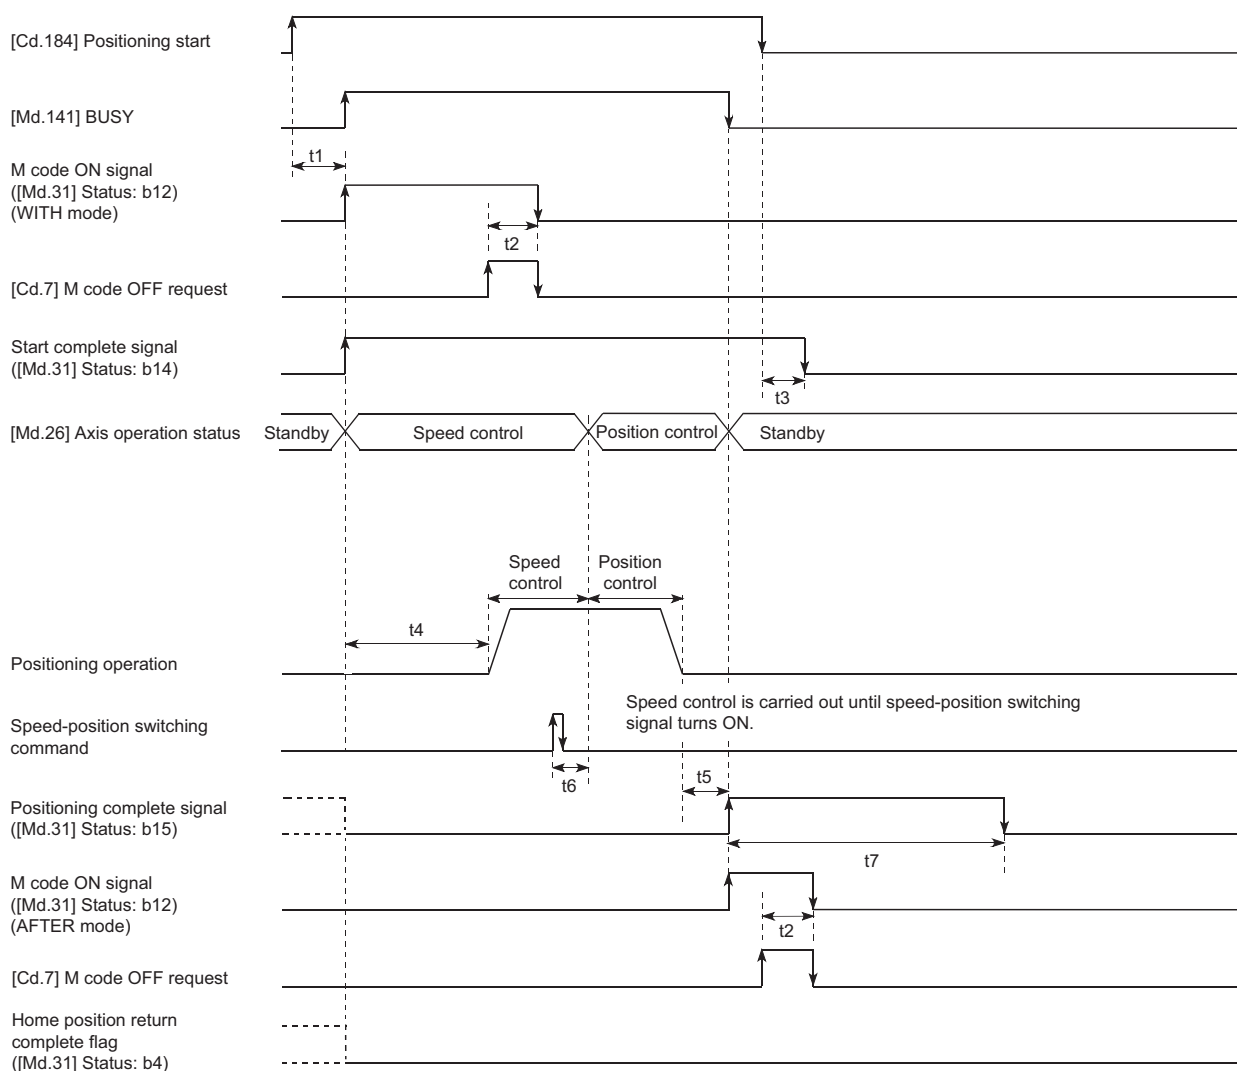 [Cd.184] Positioning start
[Md.141] BUSY
t1
M code ON signal
([Md.31] Status: b12)
(WITH mode)
t2
[Cd.7] M code OFF request
Start complete signal
([Md.31] Status: b14)
t3
[Md.26] Axis operation status
Standby
Speed control
Position control
Standby
Speed
control
Position
control
t4
Positioning operation
Speed control is carried out until speed-position switching
signal turns ON.
Speed-position switching
command
t6
t5
Positioning complete signal
([Md.31] Status: b15)
t7
M code ON signal
([Md.31] Status: b12)
(AFTER mode)
t2
[Cd.7] M code OFF request
Home position return
complete flag
([Md.31] Status: b4)